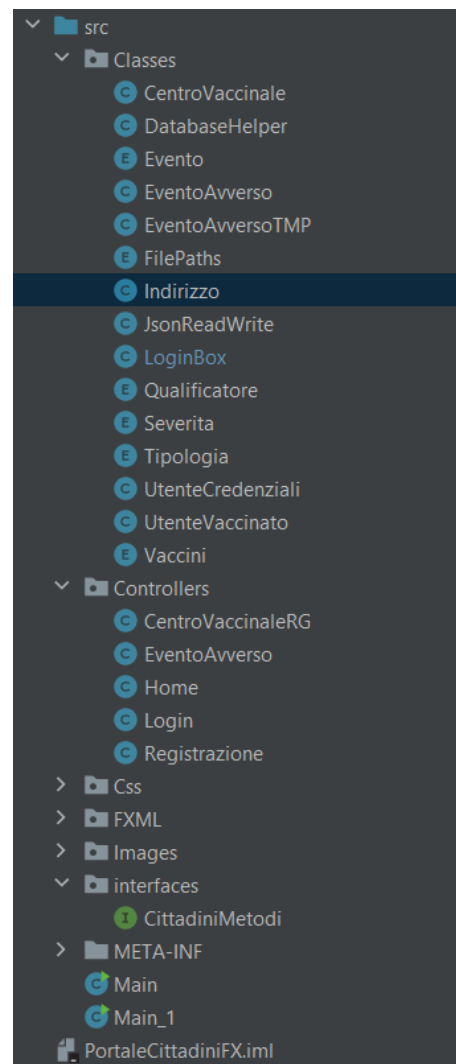 src
Classes
C CentroVaccinale
C DatabaseHelper
E Evento
C EventoAvverso
C EventoAvversoTMP
E FilePaths
C Indirizzo
C JsonReadWrite
C LoginBox
E Qualificatore
E Severita
E Tipologia
C UtenteCredenziali
C UtenteVaccinato
E Vaccini
Controllers
C CentroVaccinaleRG
C EventoAvverso
C Home
C Login
C Registrazione
Css
FXML
Images
interfaces
I CittadiniMetodi
META-INF
C Main
C Main_1
PortaleCittadiniFX.iml